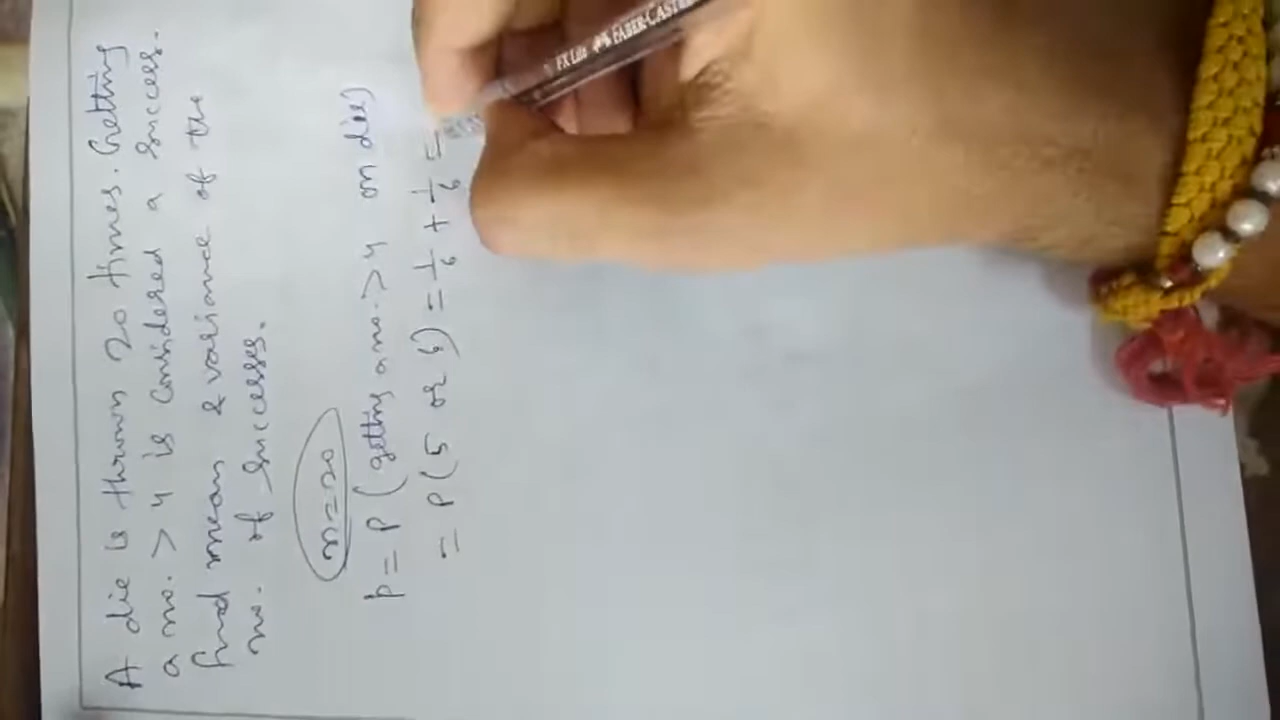 A die is thrown 20 times. Getting
a no. > 4 is considered a success.
find mean & variance of the
no. of successes.
n=20
p = P (getting a no. > 4 on die)
= P(5 or 6) = 1/6 + 1/6 =
FX Lite FABER-CASTELL